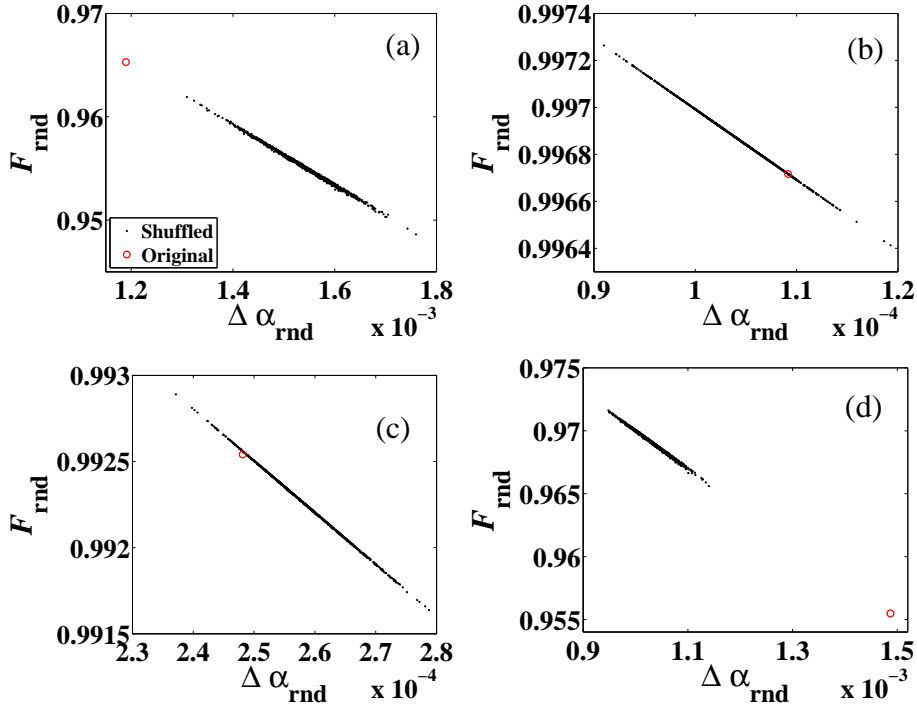 0.97
0.96
0.95
F rnd
(a)
Shuffled
Original
1.2 1.4 1.6 1.8
Δ α rnd
x 10 −3
0.9974
0.9972
0.997
0.9968
0.9966
0.9964
F rnd
(b)
0.9 1 1.1 1.2
Δ α rnd
x 10 −4
0.993
0.9925
0.992
0.9915
F rnd
(c)
2.3 2.4 2.5 2.6 2.7 2.8
Δ α rnd
x 10 −4
0.975
0.97
0.965
0.96
0.955
F rnd
(d)
0.9 1.1 1.3 1.5
Δ α rnd
x 10 −3